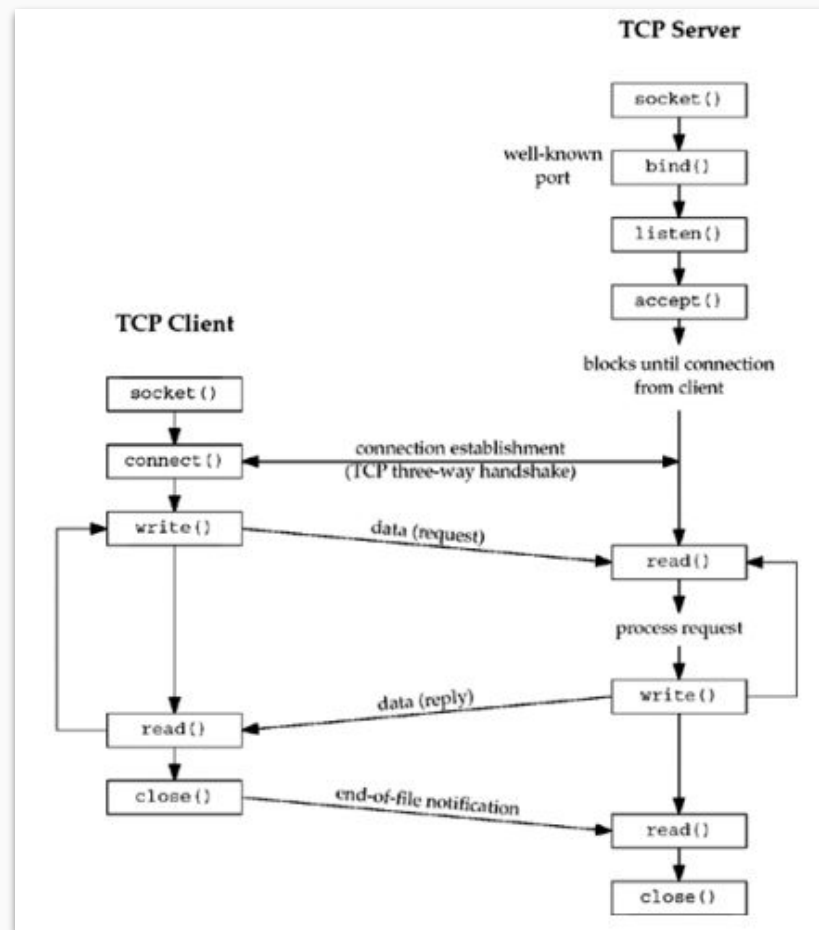 TCP Server
socket()
well-known
port
bind()
listen()
accept()
TCP Client
blocks until connection
from client
socket()
connect()
connection establishment
(TCP three-way handshake)
write()
data (request)
read()
process request
write()
data (reply)
read()
close()
end-of-file notification
read()
close()